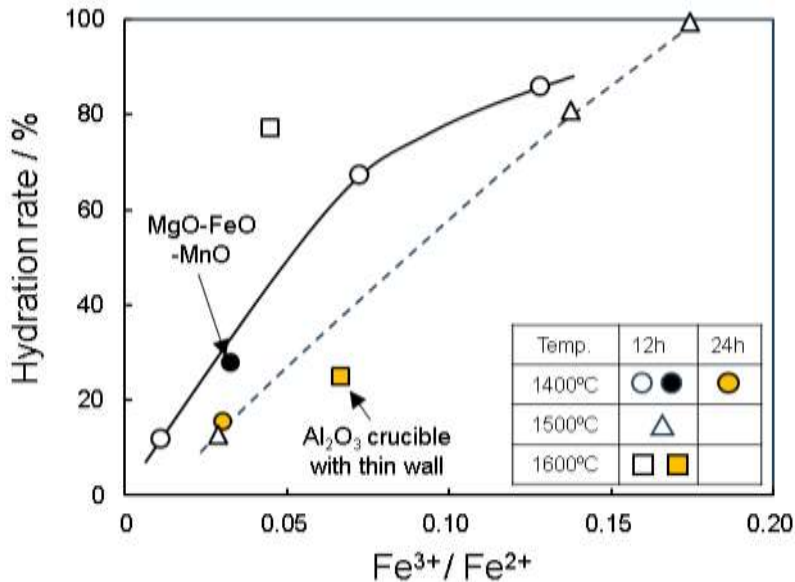 100
80
60
40
20
0
Hydration rate / %
MgO-FeO
-MnO
Al₂O₃ crucible
with thin wall
Temp. 12h 24h
1400ºC
1500ºC
1600ºC
0 0.05 0.10 0.15 0.20
Fe³⁺/ Fe²⁺